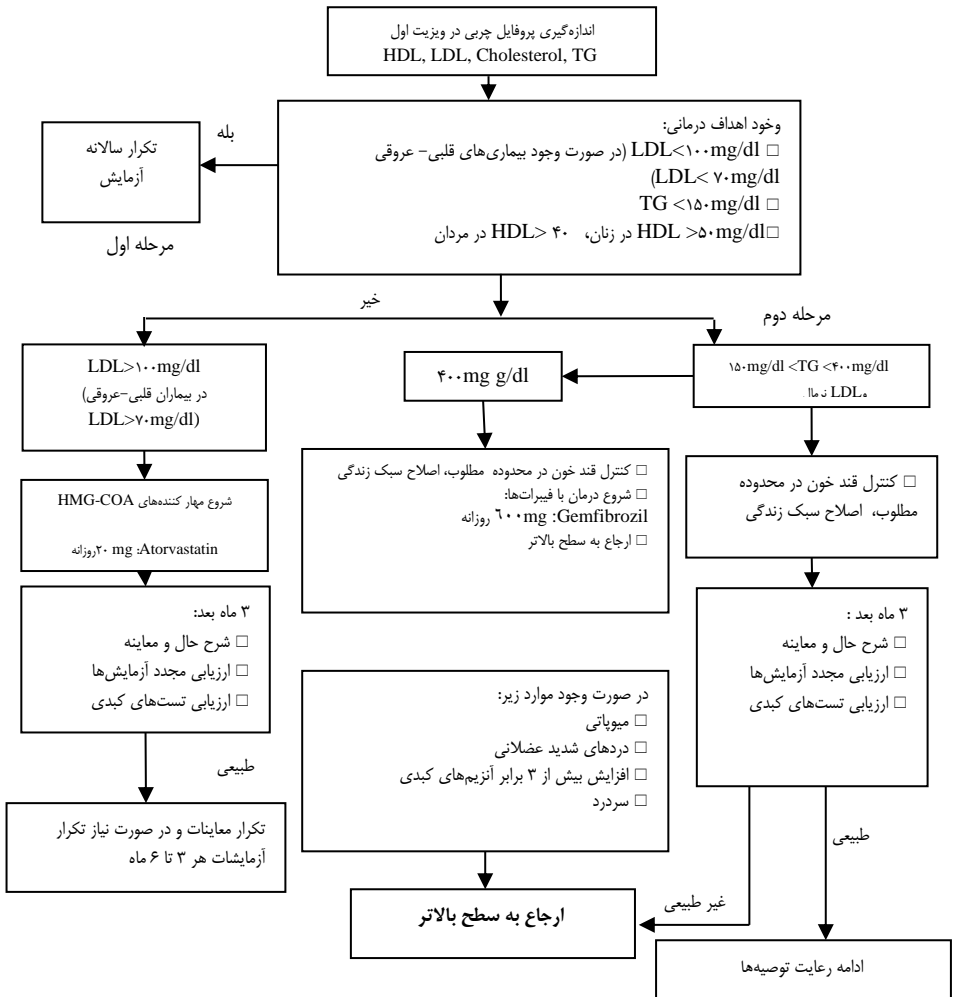 اندازه‌گیری پروفایل چربی در ویزیت اول
HDL, LDL, Cholesterol, TG
وخود اهداف درمانی:
□ LDL<۱۰۰mg/dl (در صورت وجود بیماری‌های قلبی- عروقی
LDL< ۷۰mg/dl)
□ TG <۱۵۰mg/dl
□HDL >۵۰mg/dl در زنان، ۴۰ <HDL در مردان
بله
تکرار سالانه
آزمایش
مرحله اول
خیر
مرحله دوم
۱۵۰mg/dl <TG <۴۰۰mg/dl
وLDL
۴۰۰mg g/dl
LDL>۱۰۰mg/dl
در بیماران قلبی-عروقی)
LDL>۷۰mg/dl)
□ کنترل قند خون در محدوده
مطلوب، اصلاح سبک زندگی
□ کنترل قند خون در محدوده مطلوب، اصلاح سبک زندگی
□ شروع درمان با فیبرات‌ها:
Gemfibrozil: ٦۰۰mg روزانه
□ ارجاع به سطح بالاتر
شروع مهار کننده‌های HMG-COA
Atorvastatin: ۲۰ mgروزانه
۳ ماه بعد :
□ شرح حال و معاینه
□ ارزیابی مجدد آزمایش‌ها
□ ارزیابی تست‌های کبدی
در صورت وجود موارد زیر:
□ میوپاتی
□ دردهای شدید عضلانی
□ افزایش بیش از ۳ برابر آنزیم‌های کبدی
□ سردرد
۳ ماه بعد:
□ شرح حال و معاینه
□ ارزیابی مجدد آزمایش‌ها
□ ارزیابی تست‌های کبدی
طبیعی
تکرار معاینات و در صورت نیاز تکرار
آزمایشات هر ۳ تا ۶ ماه
طبیعی
غیر طبیعی
ارجاع به سطح بالاتر
ادامه رعایت توصیه‌ها